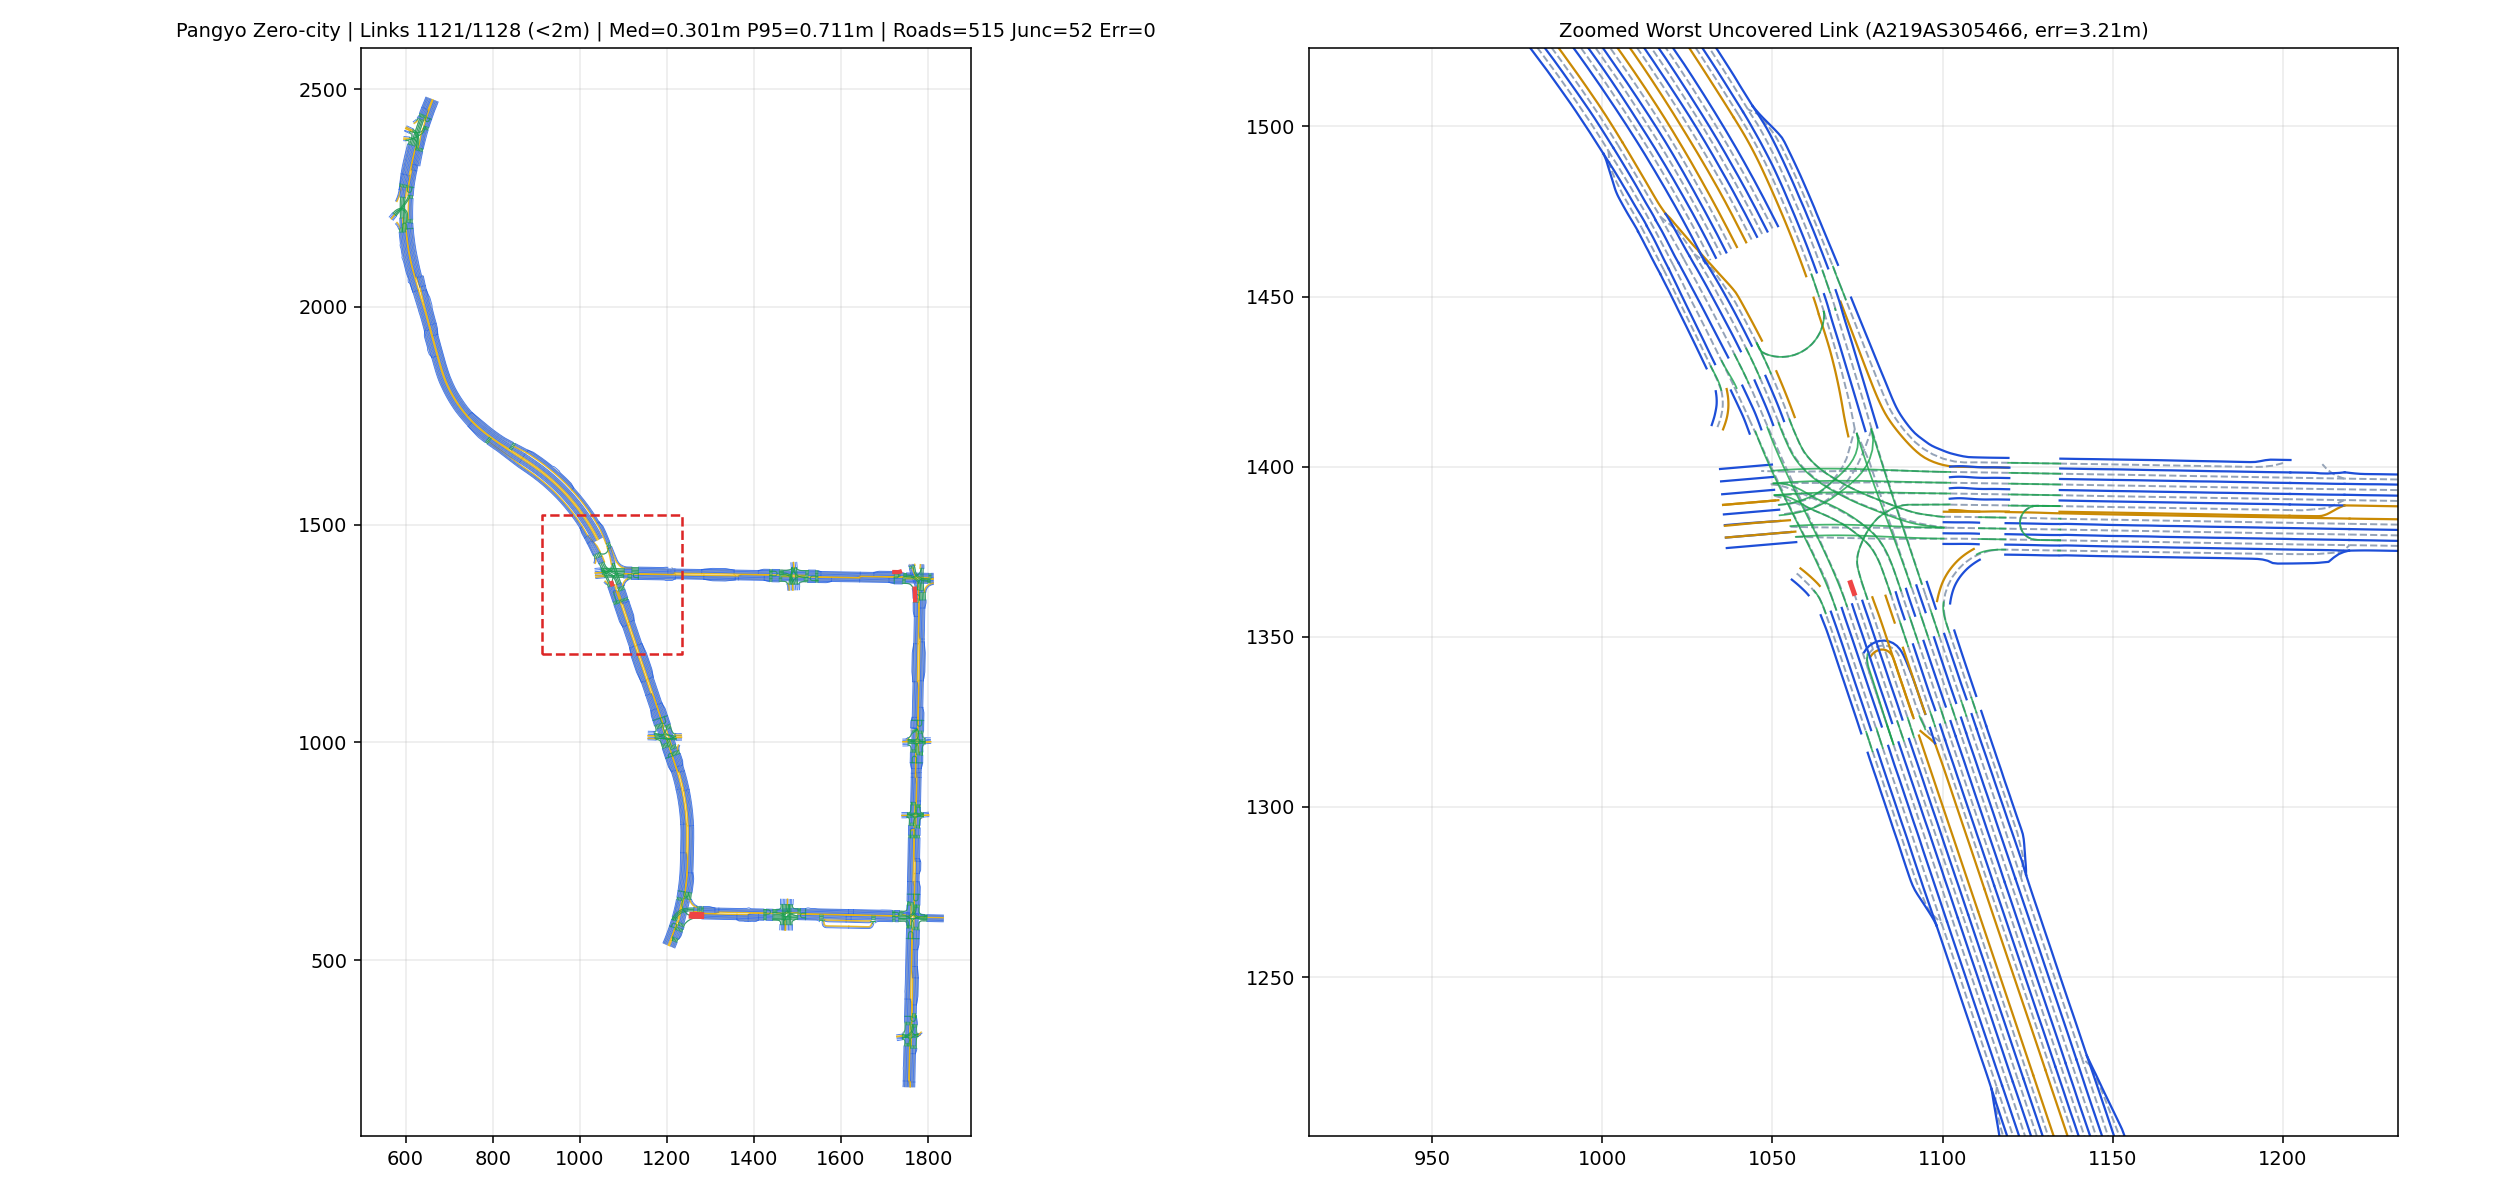 Pangyo Zero-city | Links 1121/1128 (<2m) | Med=0.301m P95=0.711m | Roads=515 Junc=52 Err=0
2500
2000
1500
1000
500
600 800 1000 1200 1400 1600 1800
Zoomed Worst Uncovered Link (A219AS305466, err=3.21m)
1500
1450
1400
1350
1300
1250
950 1000 1050 1100 1150 1200